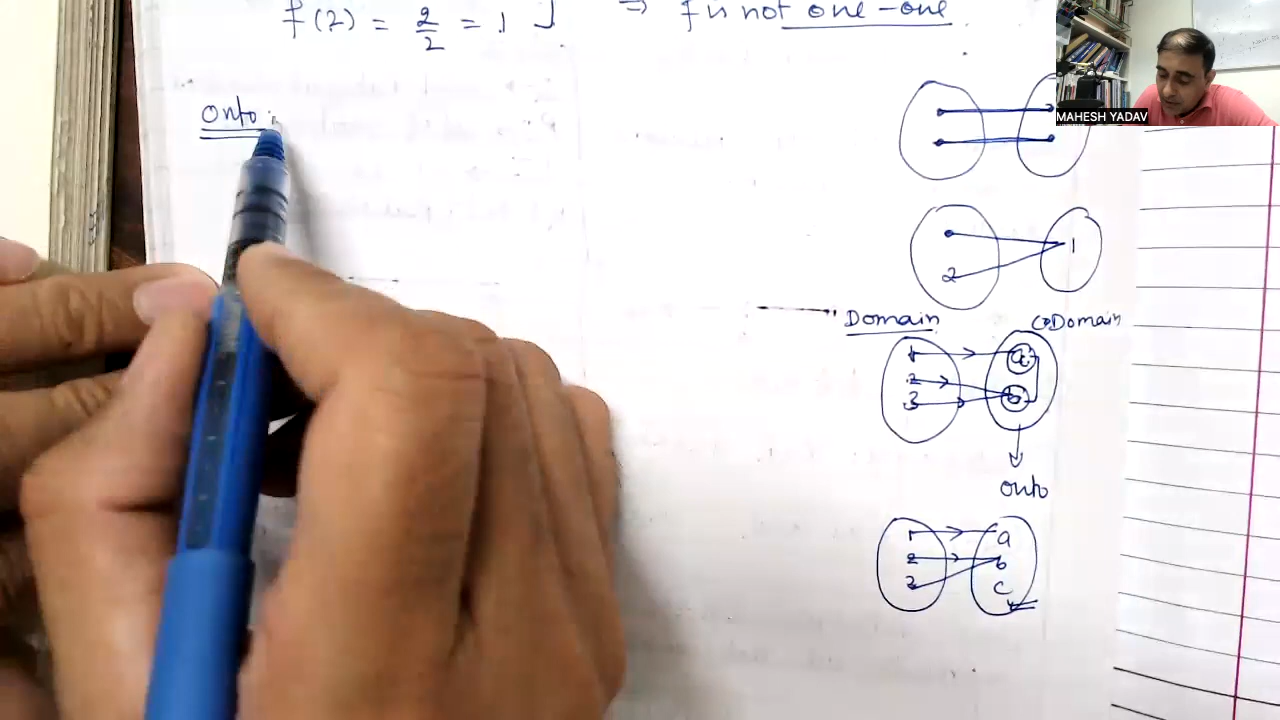 f(2) = 2/2 = 1 ] ⇒ f is not one-one
Onto :
MAHESH YADAV
1
2
Domain CoDomain
1 a
2
3 b
onto
1 a
2 b
3 c